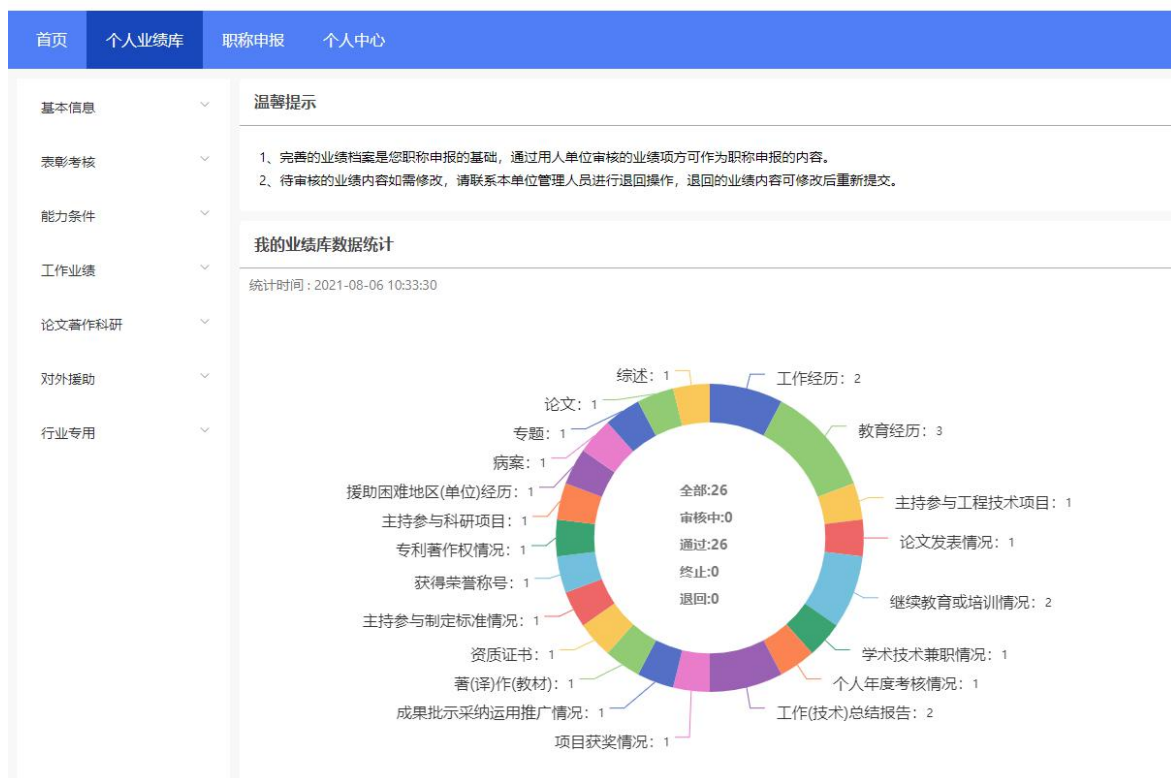 首页 个人业绩库 职称申报 个人中心
基本信息
表彰考核
能力条件
工作业绩
论文著作科研
对外援助
行业专用
温馨提示
1、完善的业绩档案是您职称申报的基础，通过用人单位审核的业绩项方可作为职称申报的内容。
2、待审核的业绩内容如需修改，请联系本单位管理人员进行退回操作，退回的业绩内容可修改后重新提交。
我的业绩库数据统计
统计时间 : 2021-08-06 10:33:30
综述：1
论文：1
专题：1
病案：1
援助困难地区(单位)经历：1
主持参与科研项目：1
专利著作权情况：1
获得荣誉称号：1
主持参与制定标准情况：1
资质证书：1
著(译)作(教材)：1
成果批示采纳运用推广情况：1
项目获奖情况：1
全部:26
审核中:0
通过:26
终止:0
退回:0
工作经历：2
教育经历：3
主持参与工程技术项目：1
论文发表情况：1
继续教育或培训情况：2
学术技术兼职情况：1
个人年度考核情况：1
工作(技术)总结报告：2